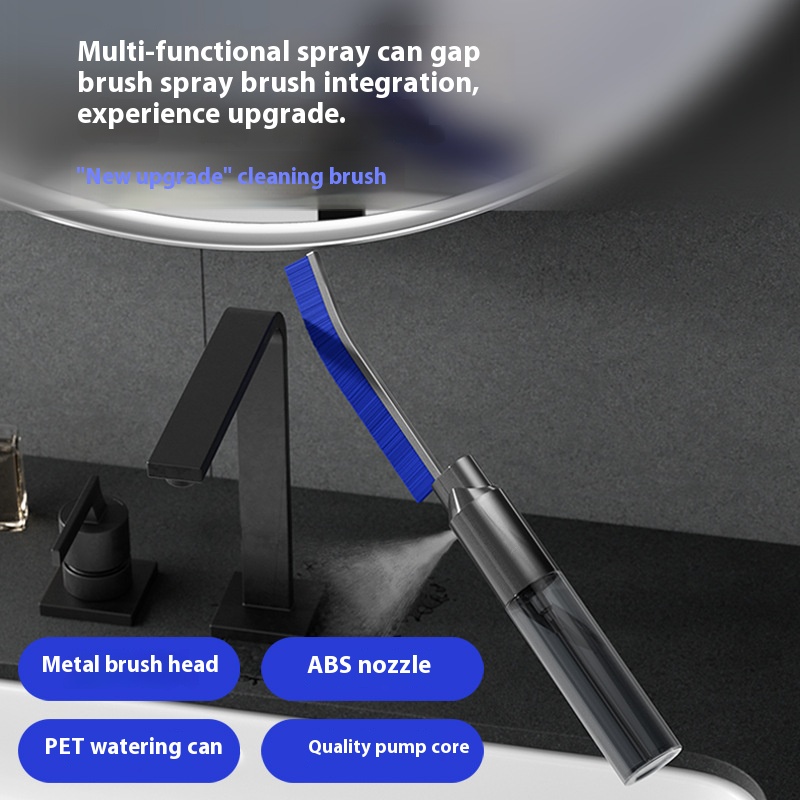 Multi-functional spray can gap
brush spray brush integration,
experience upgrade.
"New upgrade" cleaning brush
Metal brush head
ABS nozzle
PET watering can
Quality pump core